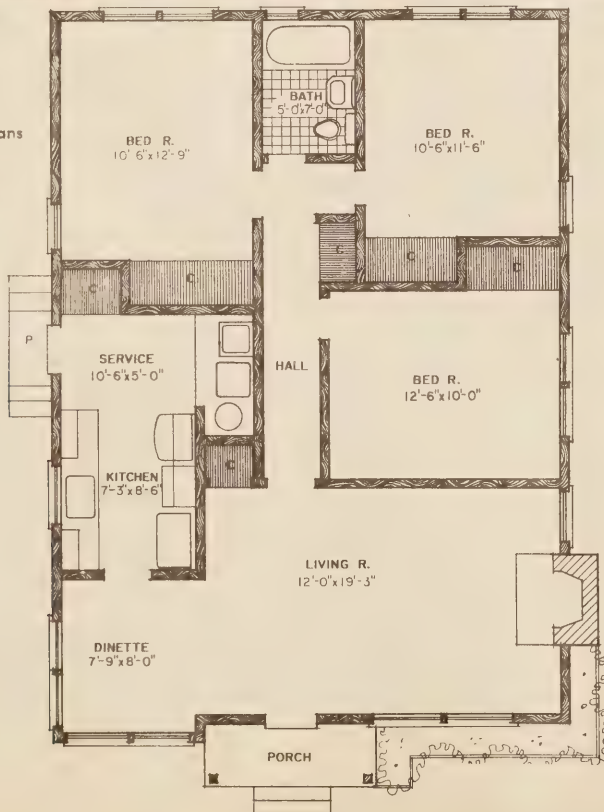 ans
BATH
5'-0"x7'-0"
BED R.
10'6"x12'-9"
BED R.
10'-6"x11'-6"
C
C
C
C
C
P
SERVICE
10'-6"x5'-0"
HALL
BED R.
12'-6"x10'-0"
C
KITCHEN
7'-3"x8'-6"
LIVING R.
12'-0"x19'-3"
DINETTE
7'-9"x8'-0"
PORCH